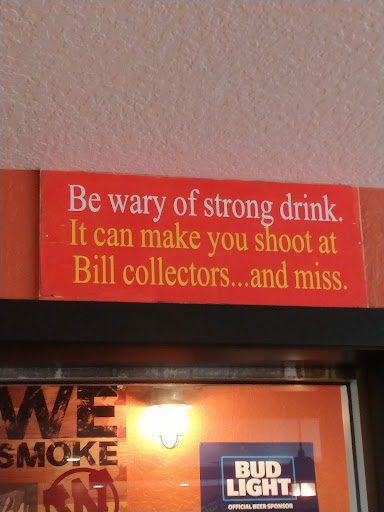 Be wary of strong drink.
It can make you shoot at
Bill collectors...and miss.
WE
SMOKE
BUD
LIGHT
OFFICIAL BEER SPONSOR